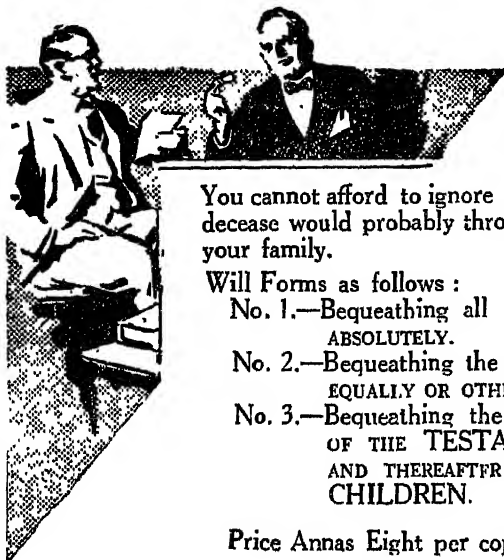 You cannot afford to ignore
decease would probably thro
your family.
Will Forms as follows :
No. 1.—Bequeathing all
ABSOLUTELY.
No. 2.—Bequeathing the
EQUALLY OR OTHE
No. 3.—Bequeathing the
OF THE TESTA
AND THEREAFTER
CHILDREN.
Price Annas Eight per co